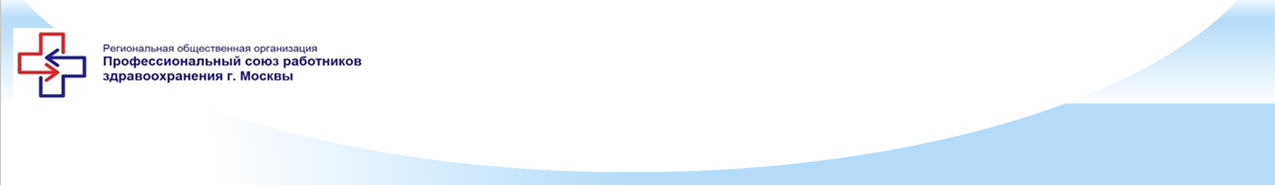 Региональная общественная организация
Профессиональный союз работников
здравоохранения г. Москвы